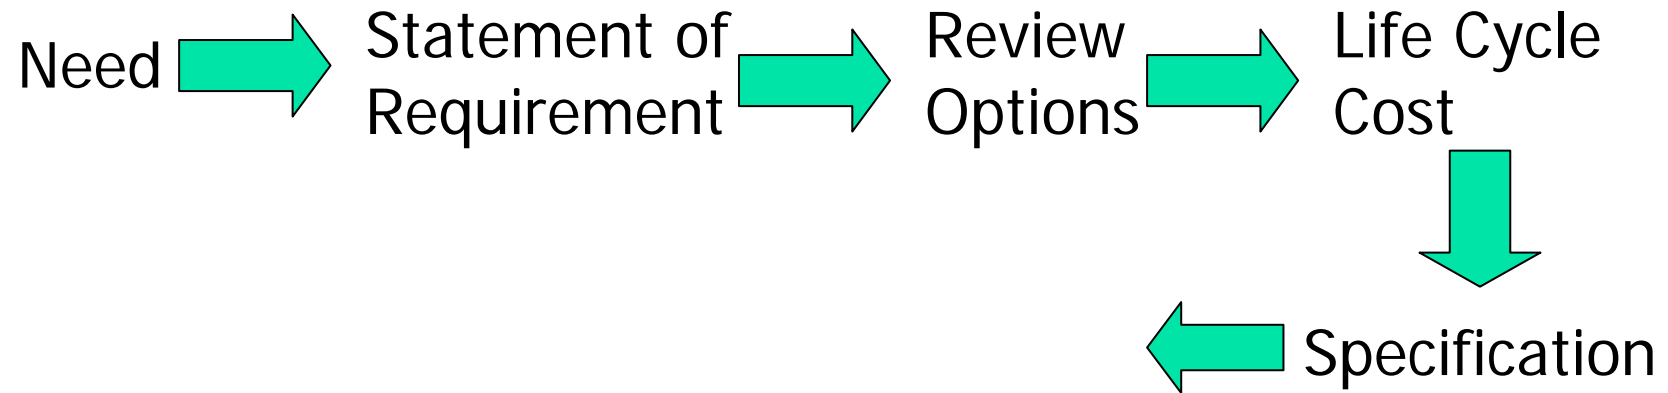 Need
Statement of
Requirement
Review
Options
Life Cycle
Cost
Specification